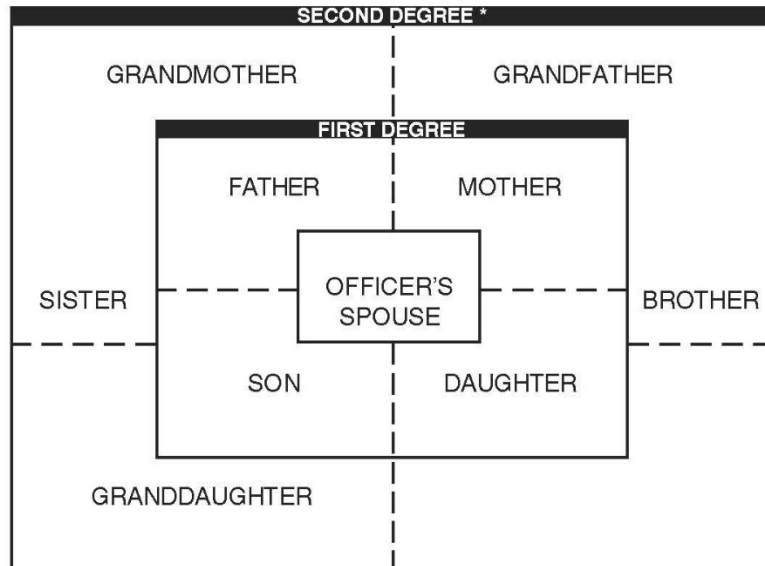 SECOND DEGREE *
GRANDMOTHER GRANDFATHER
FIRST DEGREE
FATHER MOTHER
SISTER OFFICER'S SPOUSE BROTHER
SON DAUGHTER
GRANDDAUGHTER